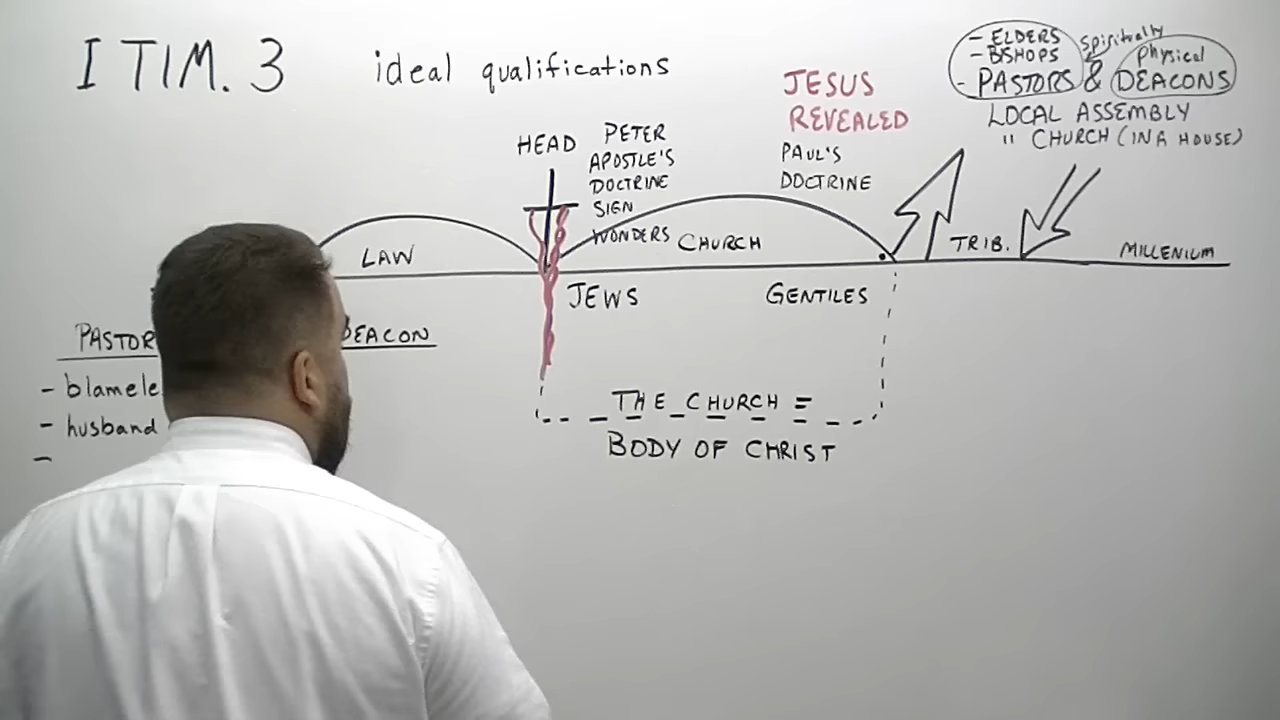 I TIM. 3 ideal qualifications
- ELDERS
- BISHOPS
spiritually
physical
- PASTORS & DEACONS
LOCAL ASSEMBLY
" CHURCH (IN A HOUSE)
JESUS
REVEALED
PAUL'S
DOCTRINE
HEAD
PETER
APOSTLE'S
DOCTRINE
SIGN
WONDERS
LAW
CHURCH
TRIB.
MILLENIUM
JEWS
GENTILES
PASTOR
DEACON
- blamele
- husband
-
THE CHURCH =
BODY OF CHRIST